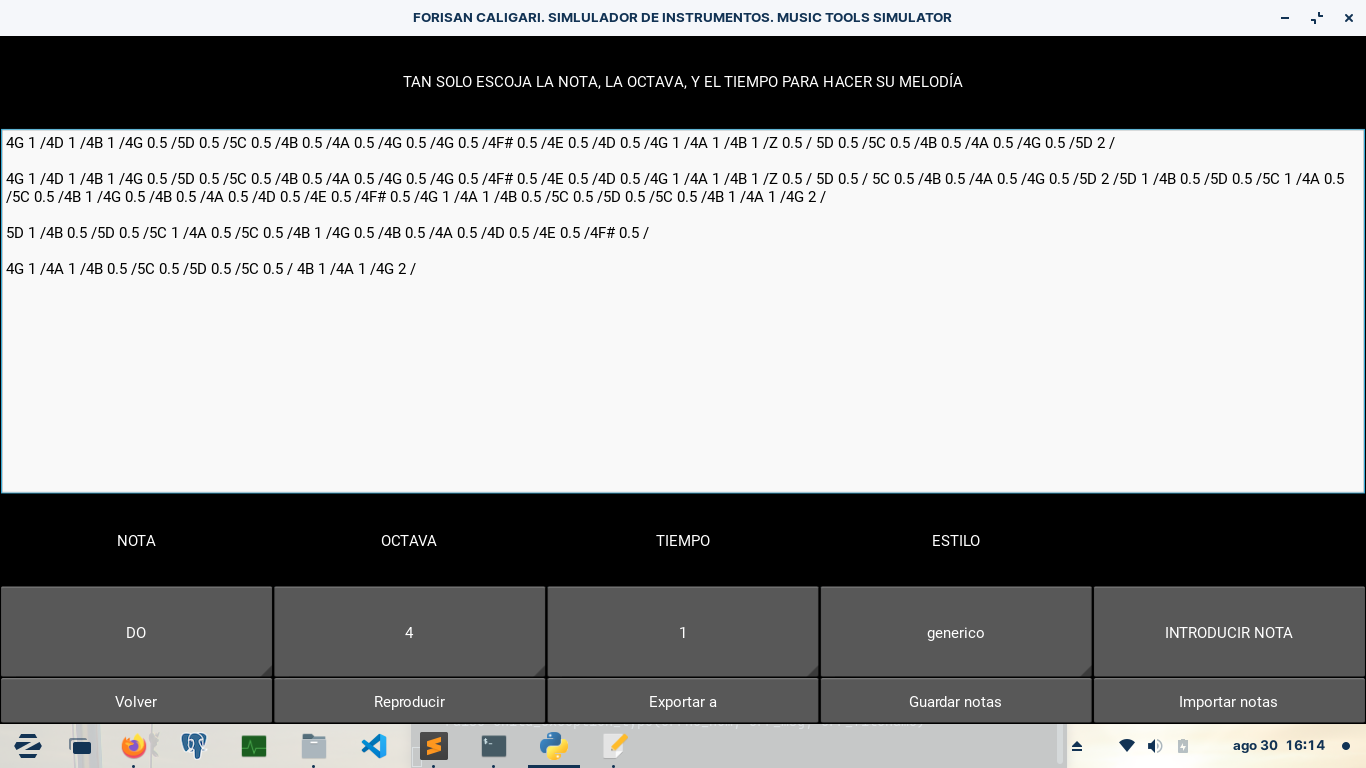 FORISAN CALIGARI. SIMLULADOR DE INSTRUMENTOS. MUSIC TOOLS SIMULATOR
TAN SOLO ESCOJA LA NOTA, LA OCTAVA, Y EL TIEMPO PARA HACER SU MELODÍA
4G 1 /4D 1 /4B 1 /4G 0.5 /5D 0.5 /5C 0.5 /4B 0.5 /4A 0.5 /4G 0.5 /4G 0.5 /4F# 0.5 /4E 0.5 /4D 0.5 /4G 1 /4A 1 /4B 1 /Z 0.5 / 5D 0.5 /5C 0.5 /4B 0.5 /4A 0.5 /4G 0.5 /5D 2 /
4G 1 /4D 1 /4B 1 /4G 0.5 /5D 0.5 /5C 0.5 /4B 0.5 /4A 0.5 /4G 0.5 /4G 0.5 /4F# 0.5 /4E 0.5 /4D 0.5 /4G 1 /4A 1 /4B 1 /Z 0.5 / 5D 0.5 / 5C 0.5 /4B 0.5 /4A 0.5 /4G 0.5 /5D 2 /5D 1 /4B 0.5 /5D 0.5 /5C 1 /4A 0.5
/5C 0.5 /4B 1 /4G 0.5 /4B 0.5 /4A 0.5 /4D 0.5 /4E 0.5 /4F# 0.5 /4G 1 /4A 1 /4B 0.5 /5C 0.5 /5D 0.5 /5C 0.5 /4B 1 /4A 1 /4G 2 /
5D 1 /4B 0.5 /5D 0.5 /5C 1 /4A 0.5 /5C 0.5 /4B 1 /4G 0.5 /4B 0.5 /4A 0.5 /4D 0.5 /4E 0.5 /4F# 0.5 /
4G 1 /4A 1 /4B 0.5 /5C 0.5 /5D 0.5 /5C 0.5 / 4B 1 /4A 1 /4G 2 /
NOTA OCTAVA TIEMPO ESTILO
DO 4 1 generico INTRODUCIR NOTA
Volver Reproducir Exportar a Guardar notas Importar notas
ago 30 16:14